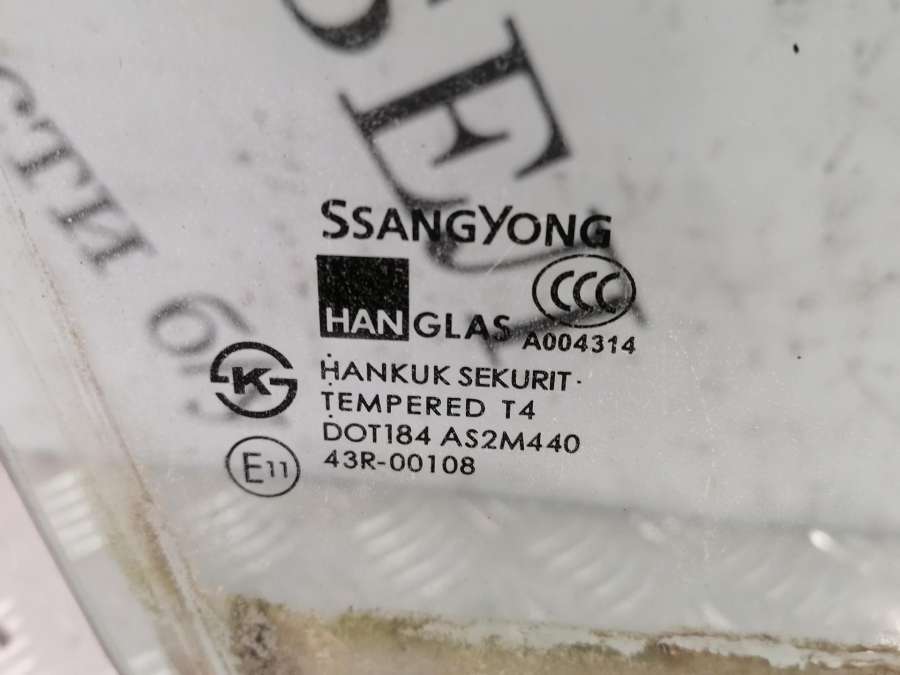 SSANGYONG
HANGLAS
CCC
A004314
K
HANKUK SEKURIT
TEMPERED T4
DOT184 AS2M440
E11 43R-00108